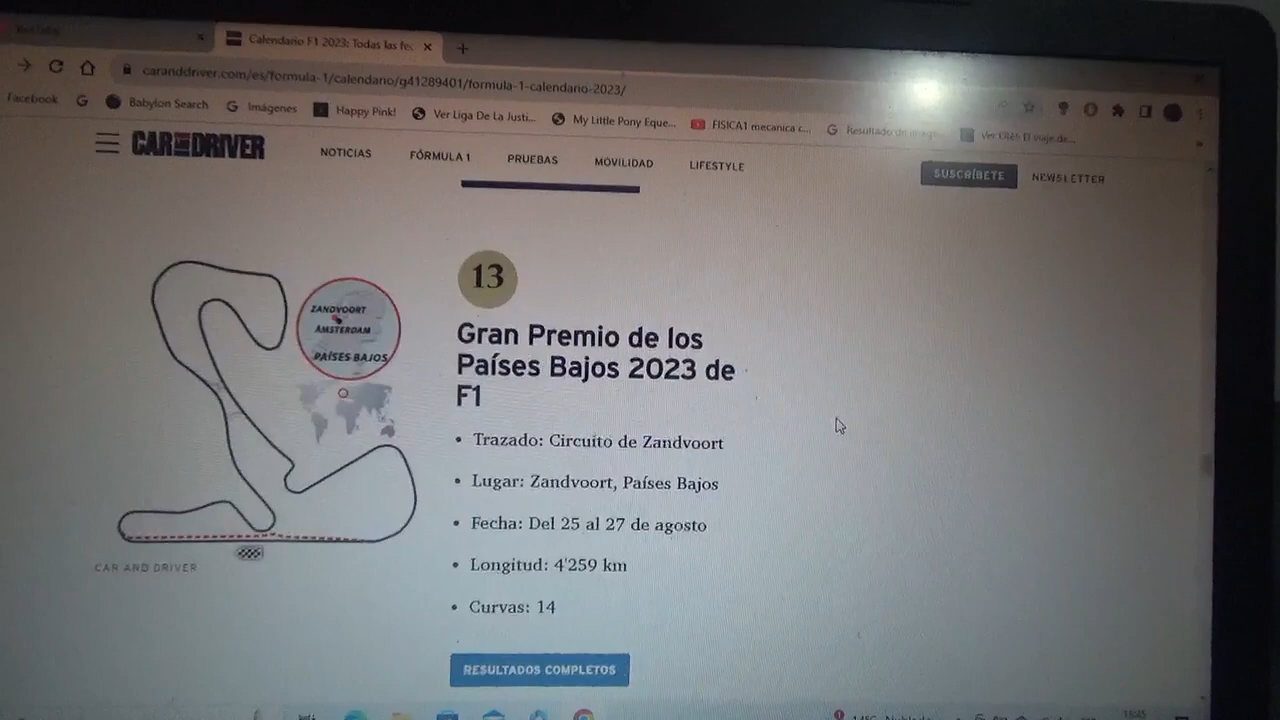 Calendario F1 2023: Todas las fec
caranddriver.com/es/formula-1/calendario/g41289401/formula-1-calendario-2023/
Facebook
Babylon Search
Imágenes
Happy Pink!
Ver Liga De La Justi...
My Little Pony Eque...
FISICA1 mecanica c...
CAR AND DRIVER
NOTICIAS
FÓRMULA 1
PRUEBAS
MOVILIDAD
LIFESTYLE
SUSCRÍBETE
NEWSLETTER
ZANDVOORT
ÁMSTERDAM
PAÍSES BAJOS
CAR AND DRIVER
13
Gran Premio de los
Países Bajos 2023 de
F1
• Trazado: Circuito de Zandvoort
• Lugar: Zandvoort, Países Bajos
• Fecha: Del 25 al 27 de agosto
• Longitud: 4'259 km
• Curvas: 14
RESULTADOS COMPLETOS